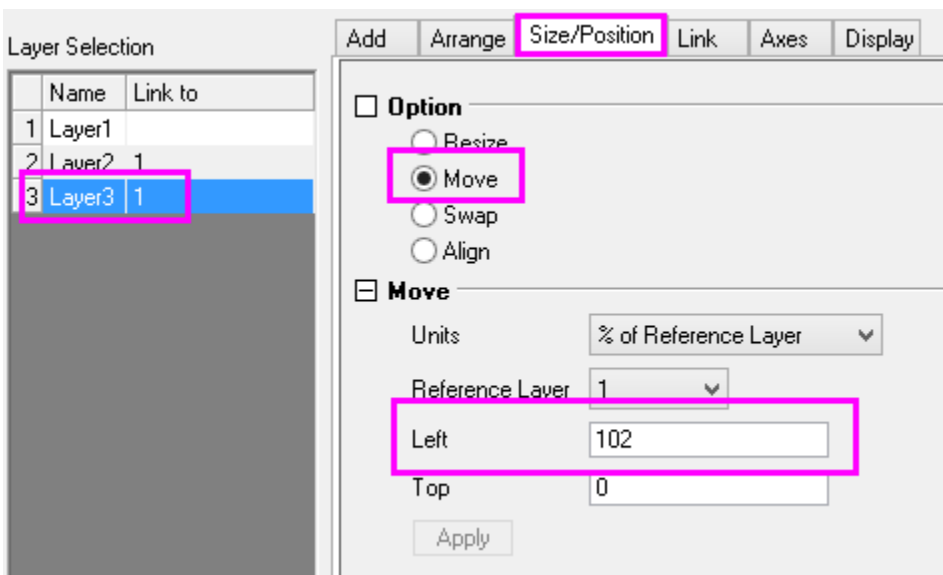 Layer Selection
Add Arrange Size/Position Link Axes Display
Name Link to
1 Layer1
2 Layer2 1
3 Layer3 1
Option
Resize
Move
Swap
Align
Move
Units % of Reference Layer
Reference Layer 1
Left 102
Top 0
Apply